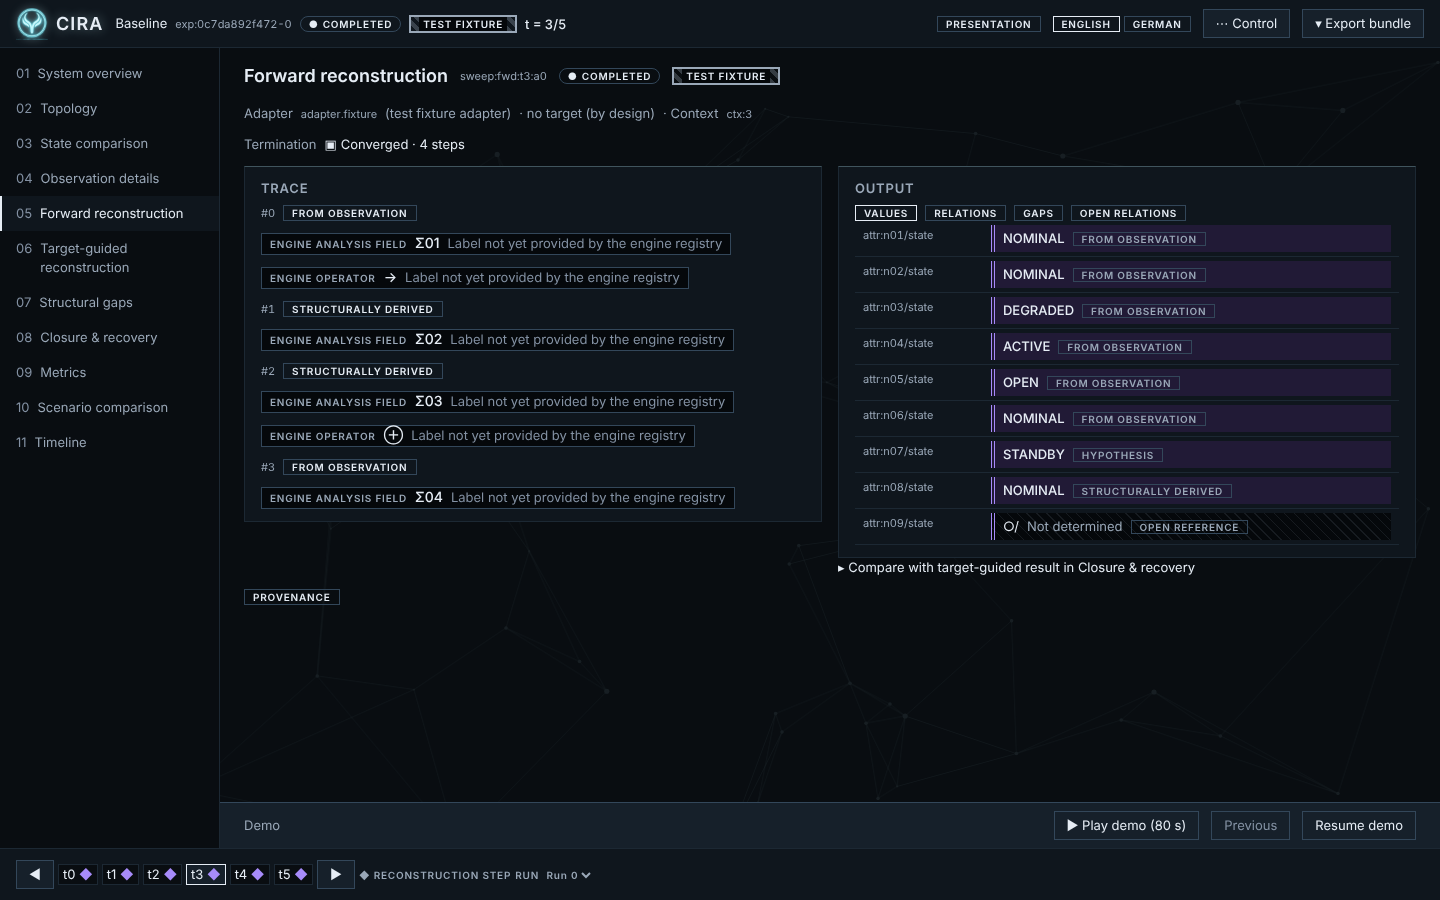 CIRA Baseline exp:0c7da892f472-0 ● COMPLETED TEST FIXTURE t = 3/5 PRESENTATION ENGLISH GERMAN ··· Control ▾ Export bundle
01 System overview
02 Topology
03 State comparison
04 Observation details
05 Forward reconstruction
06 Target-guided
reconstruction
07 Structural gaps
08 Closure & recovery
09 Metrics
10 Scenario comparison
11 Timeline
Forward reconstruction sweep:fwd:t3:a0 ● COMPLETED TEST FIXTURE
Adapter adapter.fixture (test fixture adapter) · no target (by design) · Context ctx:3
Termination ▣ Converged · 4 steps
TRACE
#0 FROM OBSERVATION
ENGINE ANALYSIS FIELD Σ01 Label not yet provided by the engine registry
ENGINE OPERATOR → Label not yet provided by the engine registry
#1 STRUCTURALLY DERIVED
ENGINE ANALYSIS FIELD Σ02 Label not yet provided by the engine registry
#2 STRUCTURALLY DERIVED
ENGINE ANALYSIS FIELD Σ03 Label not yet provided by the engine registry
ENGINE OPERATOR ⊕ Label not yet provided by the engine registry
#3 FROM OBSERVATION
ENGINE ANALYSIS FIELD Σ04 Label not yet provided by the engine registry
OUTPUT
VALUES RELATIONS GAPS OPEN RELATIONS
attr:n01/state NOMINAL FROM OBSERVATION
attr:n02/state NOMINAL FROM OBSERVATION
attr:n03/state DEGRADED FROM OBSERVATION
attr:n04/state ACTIVE FROM OBSERVATION
attr:n05/state OPEN FROM OBSERVATION
attr:n06/state NOMINAL FROM OBSERVATION
attr:n07/state STANDBY HYPOTHESIS
attr:n08/state NOMINAL STRUCTURALLY DERIVED
attr:n09/state O/ Not determined OPEN REFERENCE
▸ Compare with target-guided result in Closure & recovery
PROVENANCE
Demo ▶ Play demo (80 s) Previous Resume demo
◀ t0 ◆ t1 ◆ t2 ◆ t3 ◆ t4 ◆ t5 ◆ ▶ ◆ RECONSTRUCTION STEP RUN Run 0